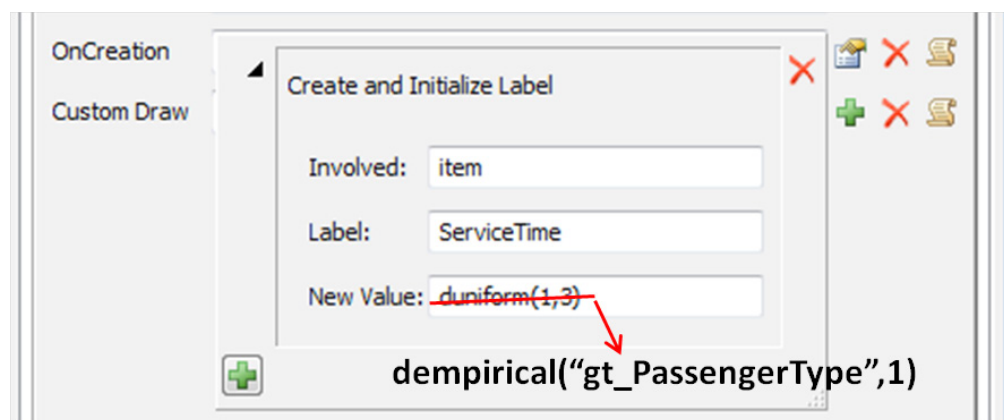 OnCreation
Create and Initialize Label
Custom Draw
Involved: item
Label: ServiceTime
New Value: duniform(1,3)
dempirical(“gt_PassengerType”,1)